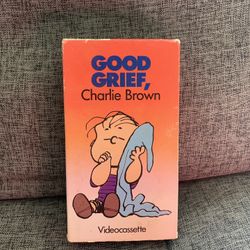 GOOD
GRIEF,
Charlie Brown
Videocassette